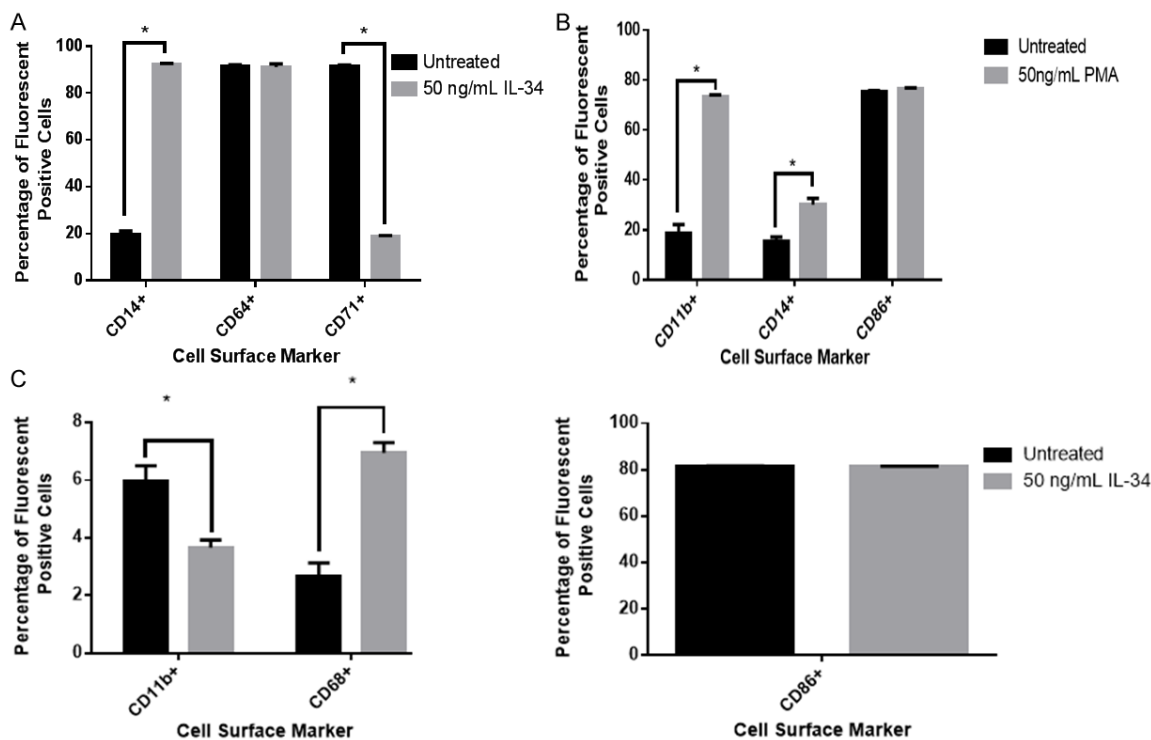 A
*
*
100
80
60
40
20
0
Percentage of Fluorescent
Positive Cells
Untreated
50 ng/mL IL-34
CD14+
CD64+
CD71+
Cell Surface Marker
B
*
*
100
80
60
40
20
0
Percentage of Fluorescent
Positive Cells
Untreated
50ng/mL PMA
CD11b+
CD14+
CD86+
Cell Surface Marker
C
*
*
8
6
4
2
0
Percentage of Fluorescent
Positive Cells
CD11b+
CD68+
Cell Surface Marker
100
80
60
40
20
0
Percentage of Fluorescent
Positive Cells
Untreated
50 ng/mL IL-34
CD86+
Cell Surface Marker